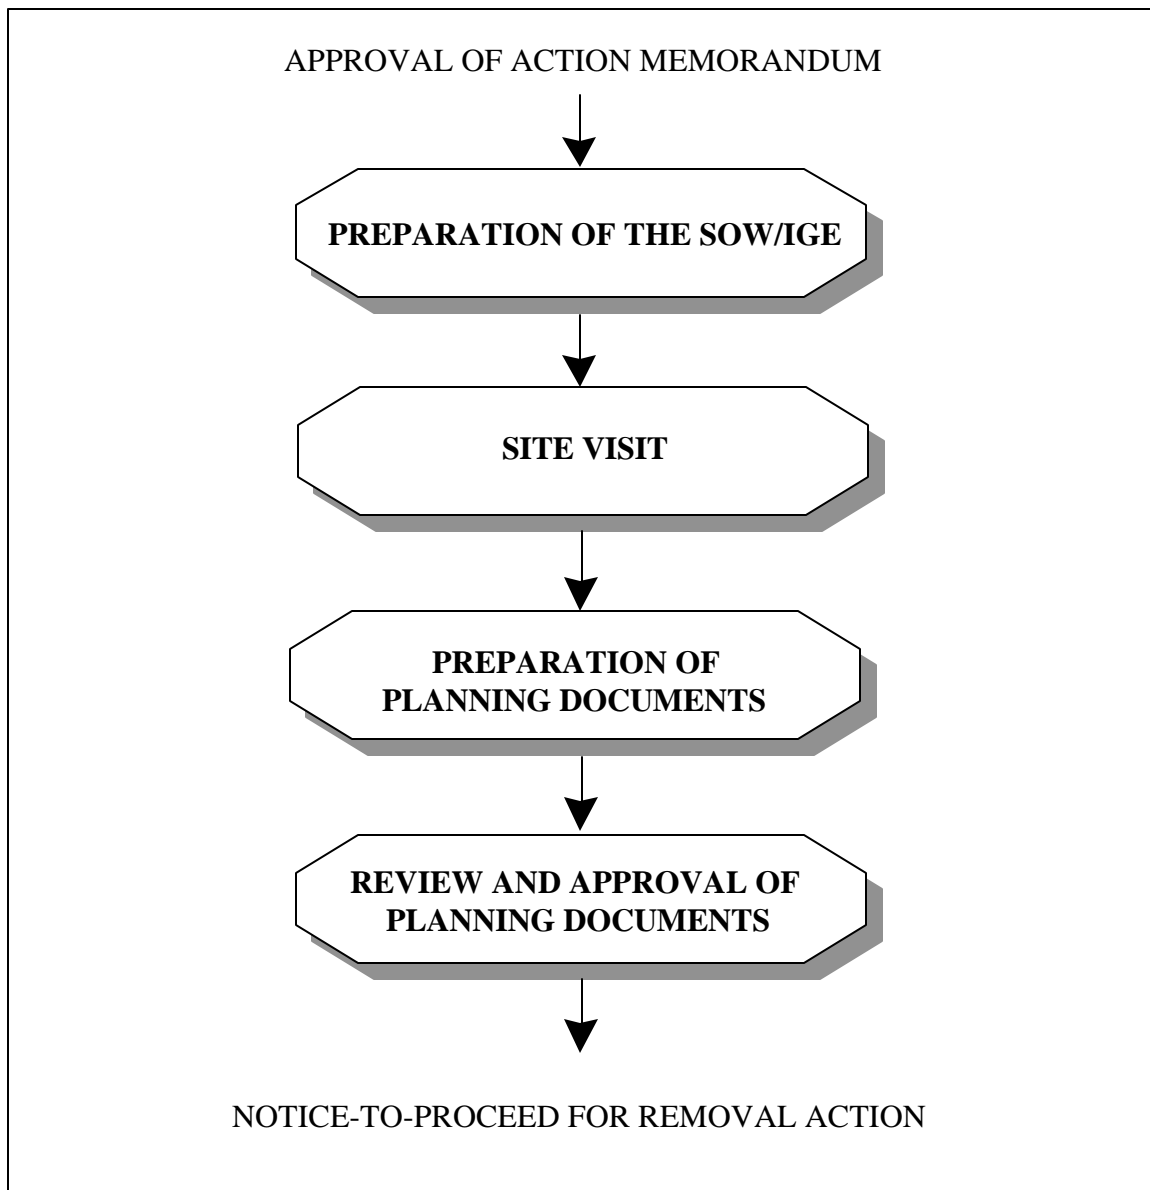 APPROVAL OF ACTION MEMORANDUM
PREPARATION OF THE SOW/IGE
SITE VISIT
PREPARATION OF
PLANNING DOCUMENTS
REVIEW AND APPROVAL OF
PLANNING DOCUMENTS
NOTICE-TO-PROCEED FOR REMOVAL ACTION